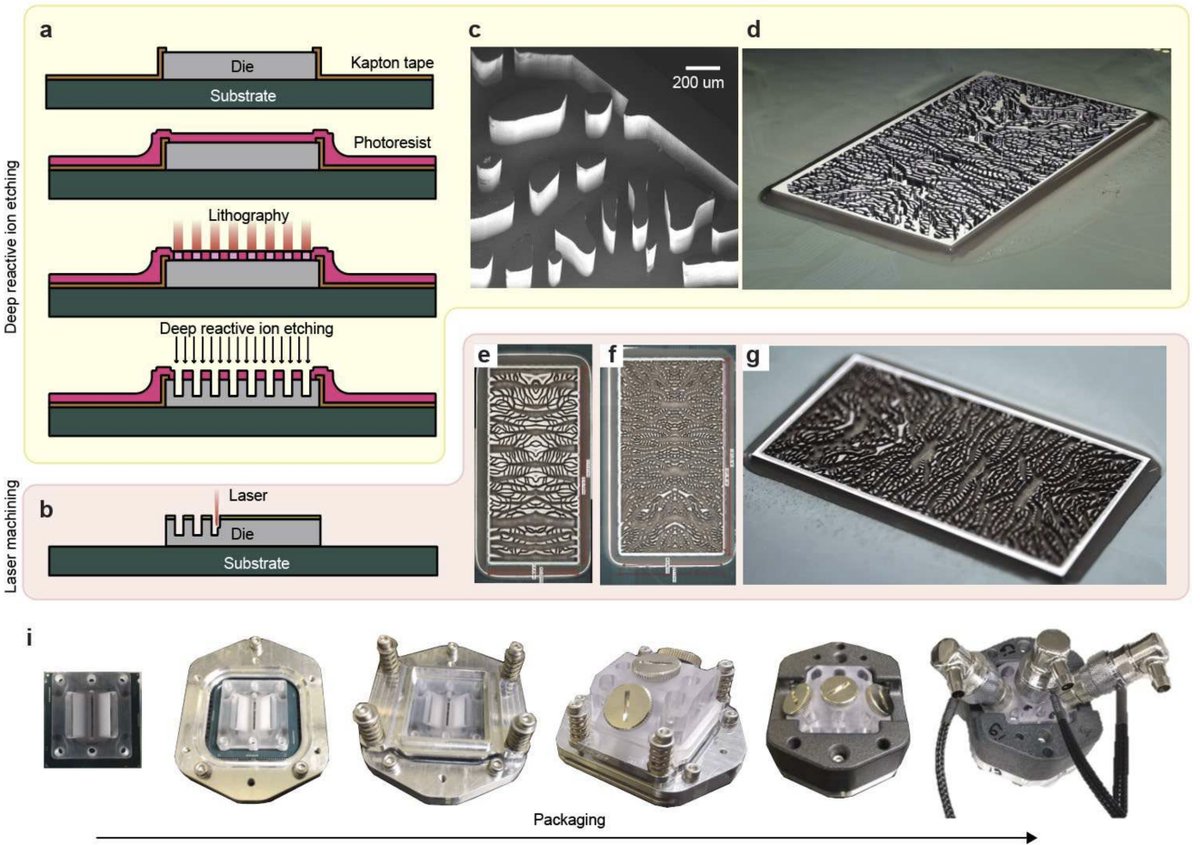 a
Die
Kapton tape
Substrate
Photoresist
Lithography
Deep reactive ion etching
Deep reactive ion etching
c
200 um
d
b
Laser
Die
Substrate
Laser machining
e
f
g
i
Packaging